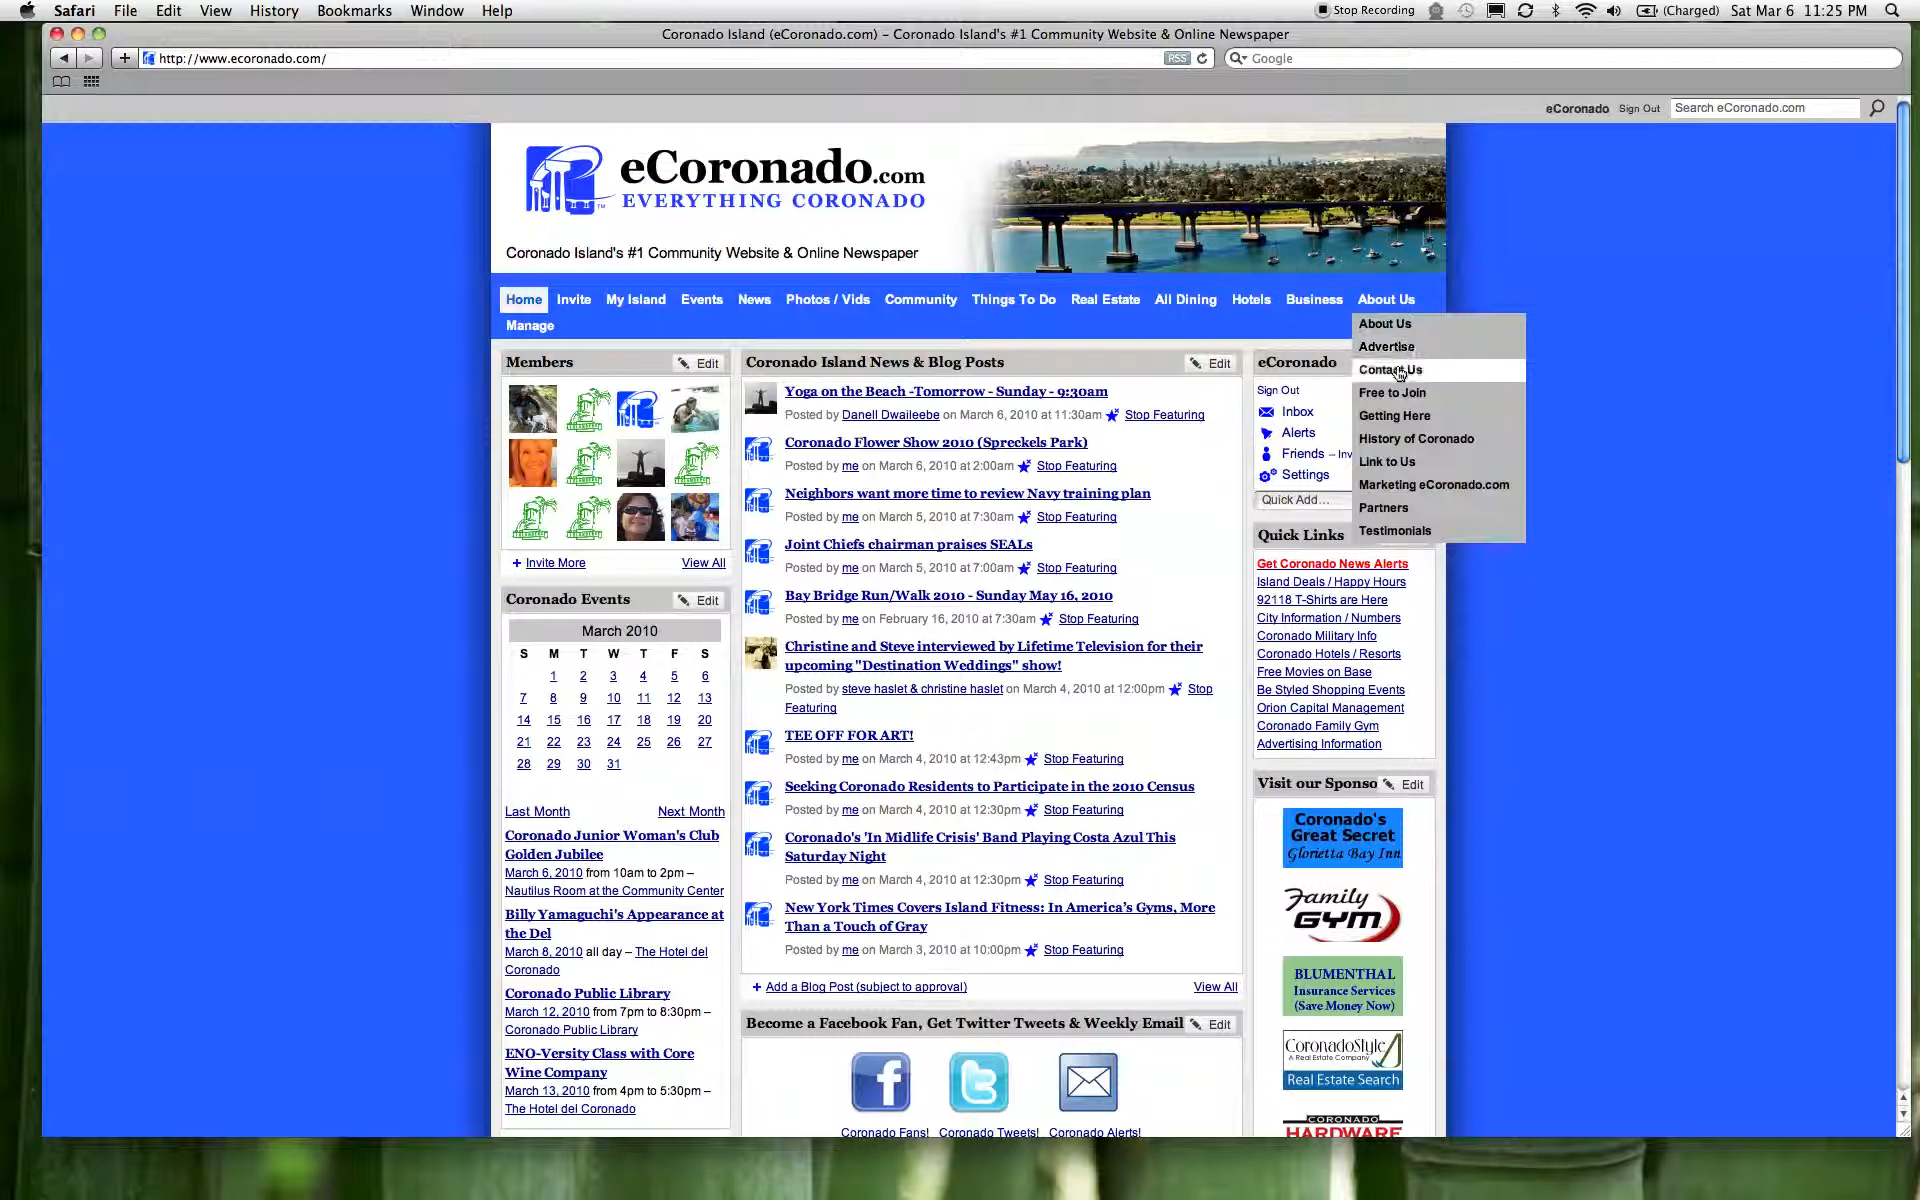 Safari File Edit View History Bookmarks Window Help Stop Recording (Charged) Sat Mar 6 11:25 PM
Coronado Island (eCoronado.com) – Coronado Island's #1 Community Website & Online Newspaper
http://www.ecoronado.com/ RSS Google
eCoronado Sign Out Search eCoronado.com
eCoronado.com
EVERYTHING CORONADO
Coronado Island's #1 Community Website & Online Newspaper
Home Invite My Island Events News Photos / Vids Community Things To Do Real Estate All Dining Hotels Business About Us
Manage
About Us
Advertise
Contact Us
Free to Join
Getting Here
History of Coronado
Link to Us
Marketing eCoronado.com
Partners
Testimonials
Members Edit
+ Invite More View All
Coronado Events Edit
March 2010
S M T W T F S
1 2 3 4 5 6
7 8 9 10 11 12 13
14 15 16 17 18 19 20
21 22 23 24 25 26 27
28 29 30 31
Last Month Next Month
Coronado Junior Woman's Club
Golden Jubilee
March 6, 2010 from 10am to 2pm –
Nautilus Room at the Community Center
Billy Yamaguchi's Appearance at
the Del
March 8, 2010 all day – The Hotel del
Coronado
Coronado Public Library
March 12, 2010 from 7pm to 8:30pm –
Coronado Public Library
ENO-Versity Class with Core
Wine Company
March 13, 2010 from 4pm to 5:30pm –
The Hotel del Coronado
Coronado Island News & Blog Posts Edit
Yoga on the Beach -Tomorrow - Sunday - 9:30am
Posted by Danell Dwaileebe on March 6, 2010 at 11:30am Stop Featuring
Coronado Flower Show 2010 (Spreckels Park)
Posted by me on March 6, 2010 at 2:00am Stop Featuring
Neighbors want more time to review Navy training plan
Posted by me on March 5, 2010 at 7:30am Stop Featuring
Joint Chiefs chairman praises SEALs
Posted by me on March 5, 2010 at 7:00am Stop Featuring
Bay Bridge Run/Walk 2010 - Sunday May 16, 2010
Posted by me on February 16, 2010 at 7:30am Stop Featuring
Christine and Steve interviewed by Lifetime Television for their
upcoming "Destination Weddings" show!
Posted by steve haslet & christine haslet on March 4, 2010 at 12:00pm Stop
Featuring
TEE OFF FOR ART!
Posted by me on March 4, 2010 at 12:43pm Stop Featuring
Seeking Coronado Residents to Participate in the 2010 Census
Posted by me on March 4, 2010 at 12:30pm Stop Featuring
Coronado's 'In Midlife Crisis' Band Playing Costa Azul This
Saturday Night
Posted by me on March 4, 2010 at 12:30pm Stop Featuring
New York Times Covers Island Fitness: In America's Gyms, More
Than a Touch of Gray
Posted by me on March 3, 2010 at 10:00pm Stop Featuring
+ Add a Blog Post (subject to approval) View All
Become a Facebook Fan, Get Twitter Tweets & Weekly Email Edit
Coronado Fans! Coronado Tweets! Coronado Alerts!
eCoronado
Sign Out
Inbox
Alerts
Friends – Inv
Settings
Quick Add...
Quick Links
Get Coronado News Alerts
Island Deals / Happy Hours
92118 T-Shirts are Here
City Information / Numbers
Coronado Military Info
Coronado Hotels / Resorts
Free Movies on Base
Be Styled Shopping Events
Orion Capital Management
Coronado Family Gym
Advertising Information
Visit our Sponso Edit
Coronado's
Great Secret
Glorietta Bay Inn
Family
GYM
BLUMENTHAL
Insurance Services
(Save Money Now)
CoronadoStyle
A Real Estate Company
Real Estate Search
CORONADO
HARDWARE